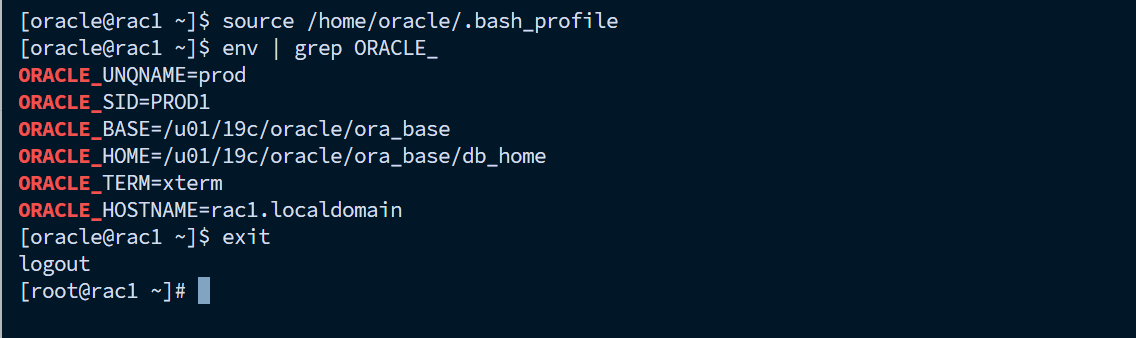 [oracle@rac1 ~]$ source /home/oracle/.bash_profile
[oracle@rac1 ~]$ env | grep ORACLE_
ORACLE_UNQNAME=prod
ORACLE_SID=PROD1
ORACLE_BASE=/u01/19c/oracle/ora_base
ORACLE_HOME=/u01/19c/oracle/ora_base/db_home
ORACLE_TERM=xterm
ORACLE_HOSTNAME=rac1.localdomain
[oracle@rac1 ~]$ exit
logout
[root@rac1 ~]#